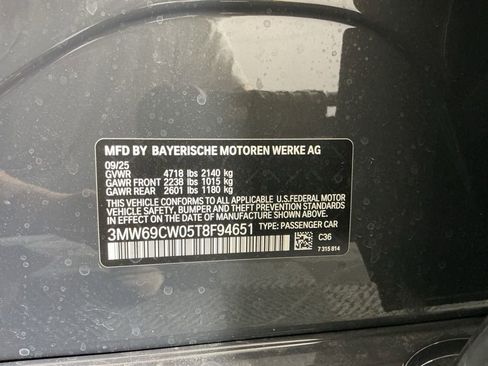 MFD BY BAYERISCHE MOTOREN WERKE AG
09/25
GVWR 4718 lbs 2140 kg
GAWR FRONT 2238 lbs 1015 kg
GAWR REAR 2601 lbs 1180 kg
THIS VEHICLE CONFORMS TO ALL APPLICABLE U.S.FEDERAL MOTOR
VEHICLE SAFETY, BUMPER AND THEFT PREVENTION STANDARDS
IN EFFECT ON THE DATE OF MANUFACTURE SHOWN ABOVE.
3MW69CW05T8F94651 TYPE: PASSENGER CAR
C36
7 315 814